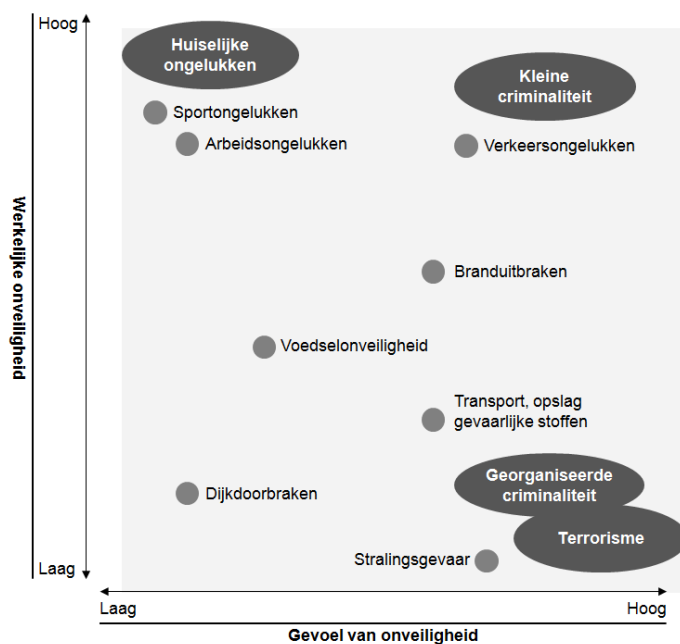 Hoog
Huiselijke
ongelukken
Kleine
criminaliteit
Sportongelukken
Arbeidsongelukken
Verkeersongelukken
Werkelijke onveiligheid
Branduitbraken
Voedselonveiligheid
Transport, opslag
gevaarlijke stoffen
Georganiseerde
criminaliteit
Dijkdoorbraken
Terrorisme
Stralingsgevaar
Laag
Laag
Hoog
Gevoel van onveiligheid